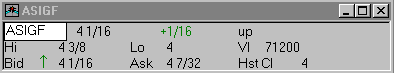 ASIGF
ASIGF 4 1/16 +1/16 up
Hi 4 3/8 Lo 4 Vl 71200
Bid ↑ 4 1/16 Ask 4 7/32 Hst Cl 4